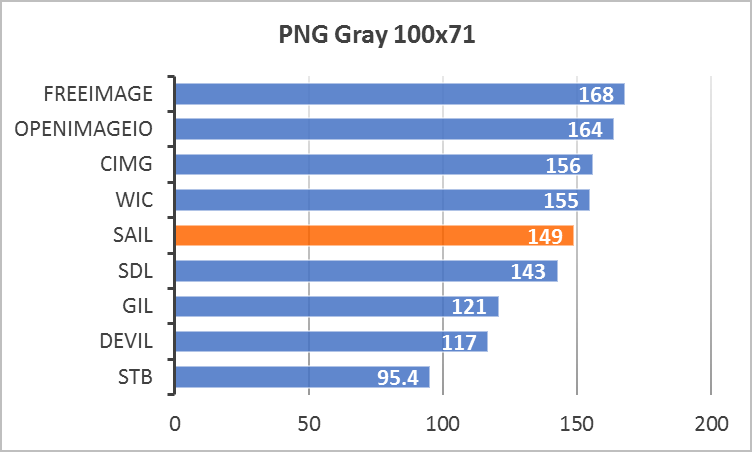 PNG Gray 100x71
FREEIMAGE 168
OPENIMAGEIO 164
CIMG 156
WIC 155
SAIL 149
SDL 143
GIL 121
DEVIL 117
STB 95.4
0 50 100 150 200